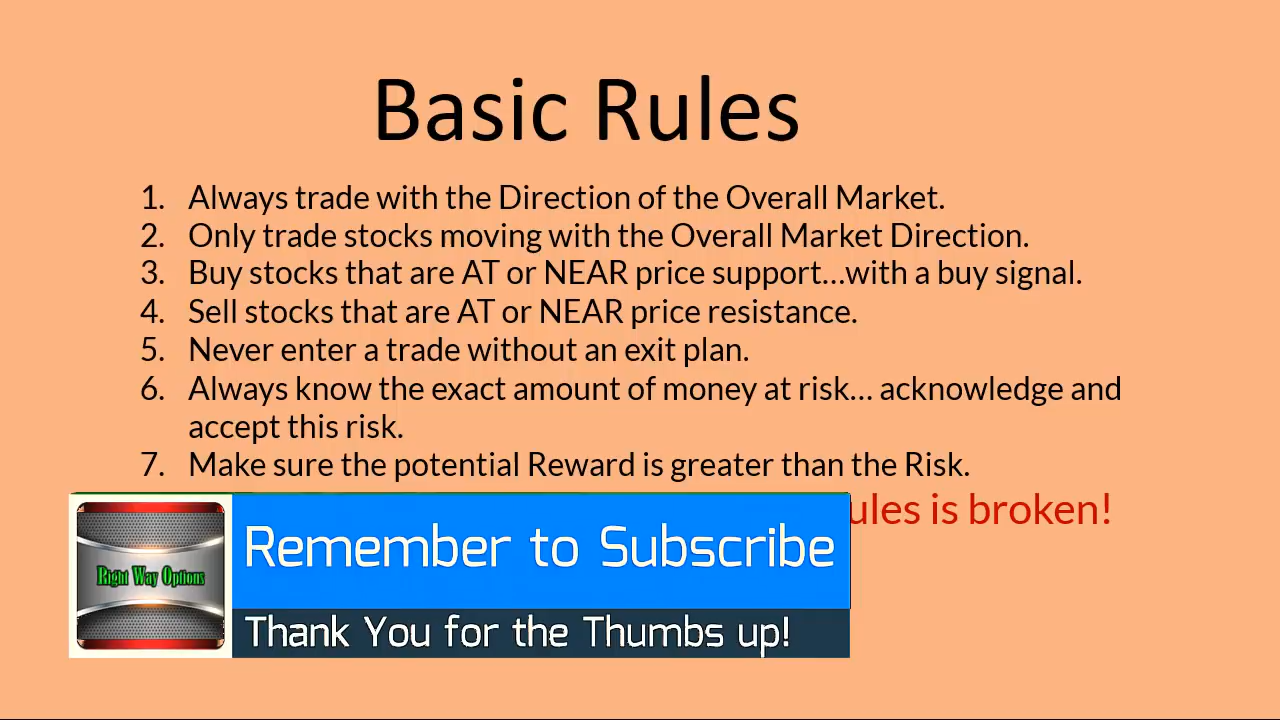 Basic Rules
1. Always trade with the Direction of the Overall Market.
2. Only trade stocks moving with the Overall Market Direction.
3. Buy stocks that are AT or NEAR price support...with a buy signal.
4. Sell stocks that are AT or NEAR price resistance.
5. Never enter a trade without an exit plan.
6. Always know the exact amount of money at risk... acknowledge and
accept this risk.
7. Make sure the potential Reward is greater than the Risk.
is broken!
Right Way Options
Remember to Subscribe
Thank You for the Thumbs up!